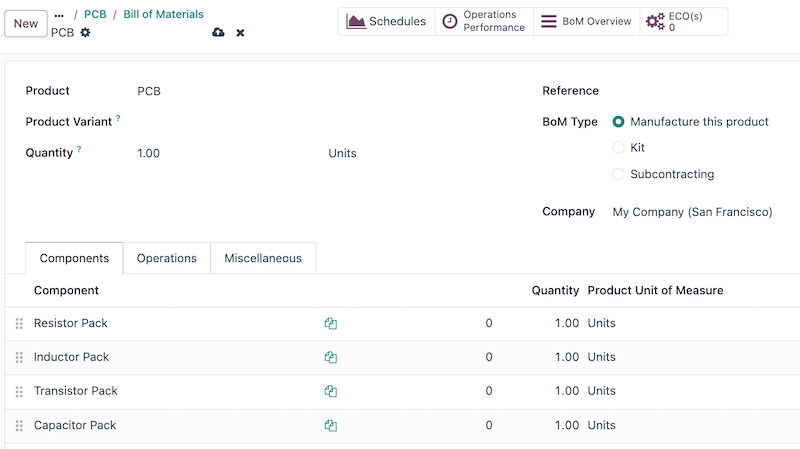 New
... / PCB / Bill of Materials
PCB
Schedules
Operations
Performance
BoM Overview
ECO(s)
0
Product PCB
Product Variant ?
Quantity ? 1.00 Units
Reference
BoM Type Manufacture this product
Kit
Subcontracting
Company My Company (San Francisco)
Components Operations Miscellaneous
Component Quantity Product Unit of Measure
Resistor Pack 0 1.00 Units
Inductor Pack 0 1.00 Units
Transistor Pack 0 1.00 Units
Capacitor Pack 0 1.00 Units